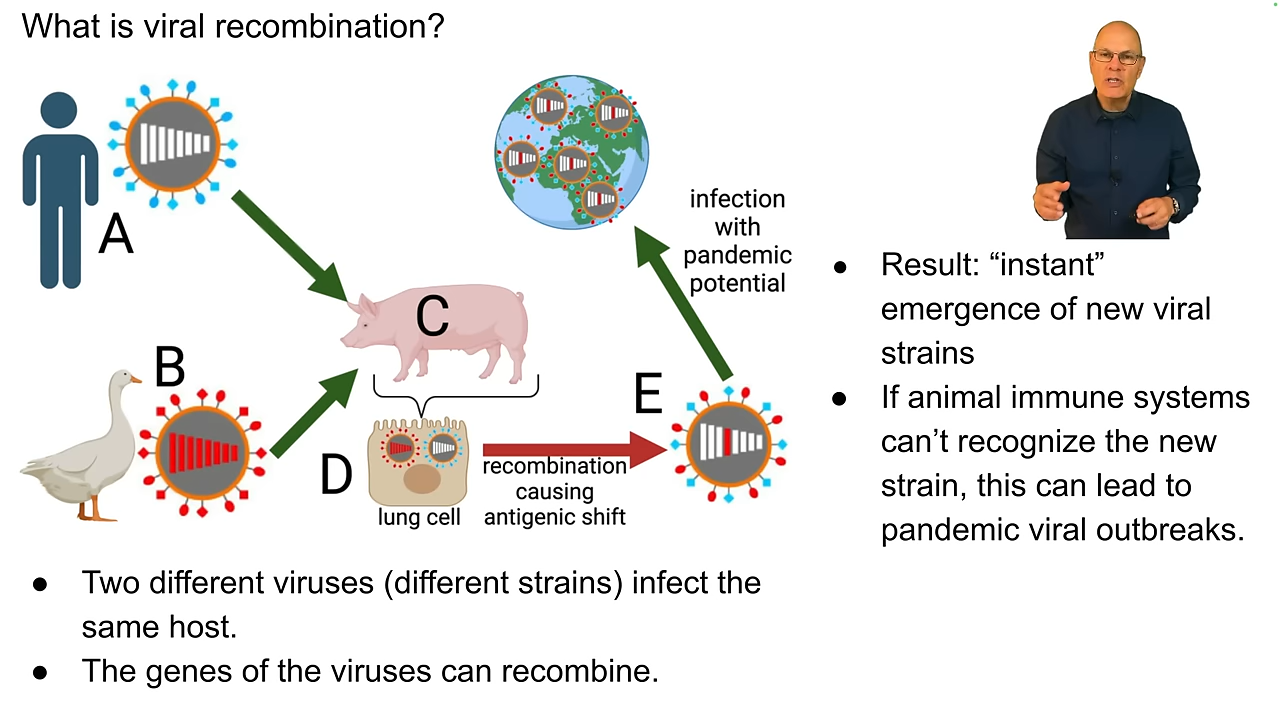 What is viral recombination?
A
B
C
D
lung cell
recombination
causing
antigenic shift
E
infection
with
pandemic
potential
● Result: “instant”
emergence of new viral
strains
● If animal immune systems
can’t recognize the new
strain, this can lead to
pandemic viral outbreaks.
● Two different viruses (different strains) infect the
same host.
● The genes of the viruses can recombine.